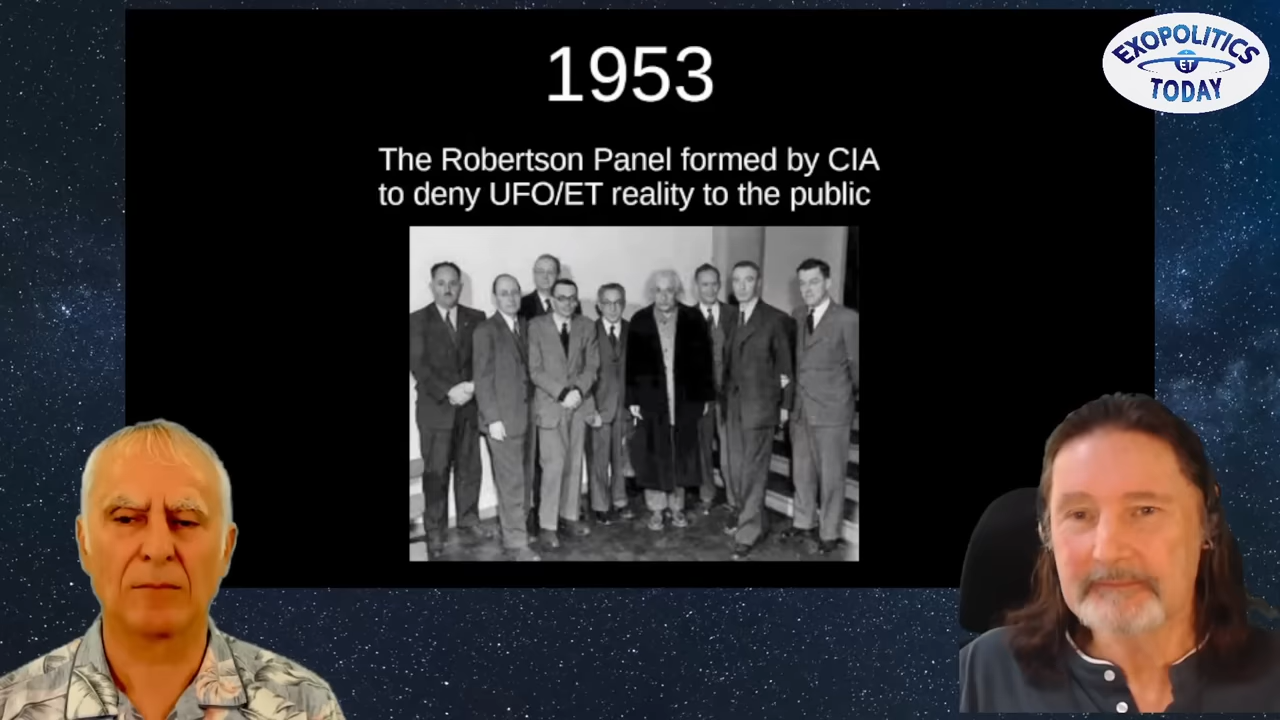 1953
The Robertson Panel formed by CIA
to deny UFO/ET reality to the public
EXOPOLITICS
ET
TODAY